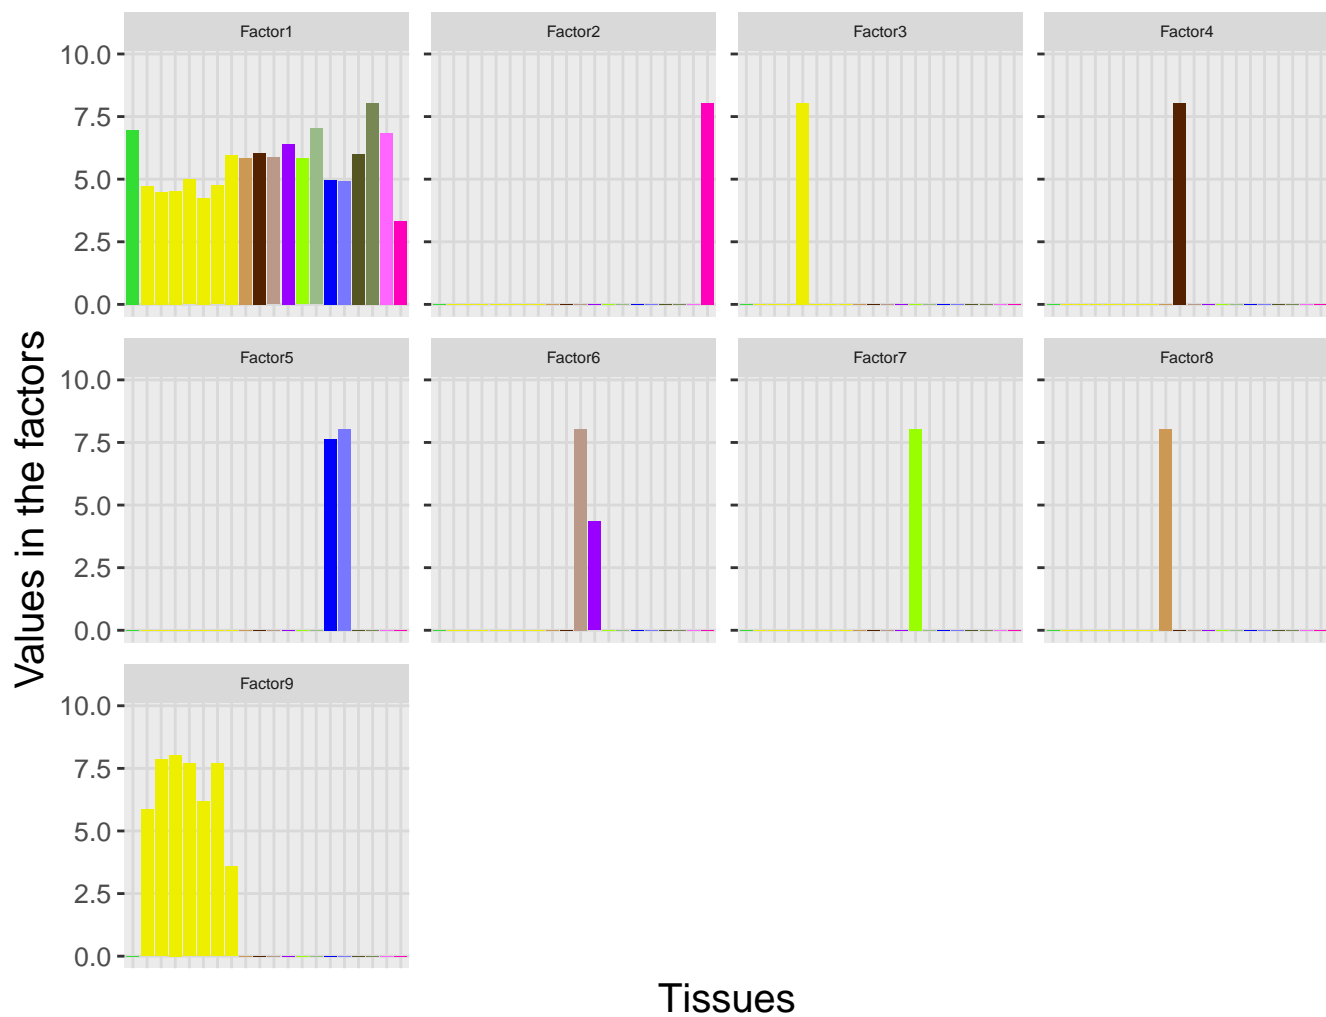 Factor1
Factor2
Factor3
Factor4
10.0
7.5
5.0
2.5
0.0
Factor5
Factor6
Factor7
Factor8
10.0
7.5
5.0
2.5
0.0
Factor9
10.0
7.5
5.0
2.5
0.0
Values in the factors
Tissues